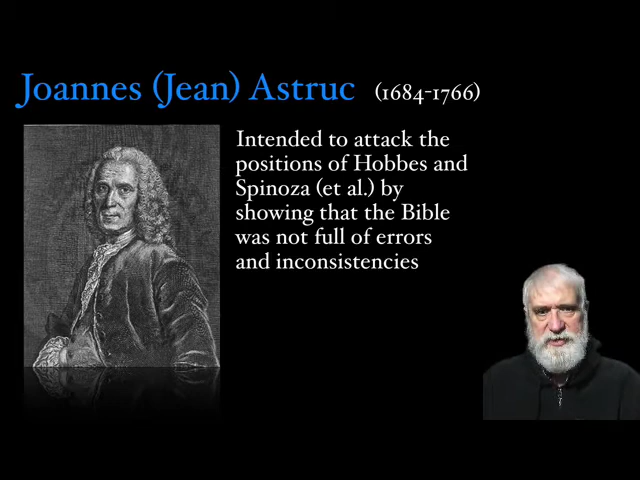 Joannes (Jean) Astruc (1684-1766)
Intended to attack the
positions of Hobbes and
Spinoza (et al.) by
showing that the Bible
was not full of errors
and inconsistencies